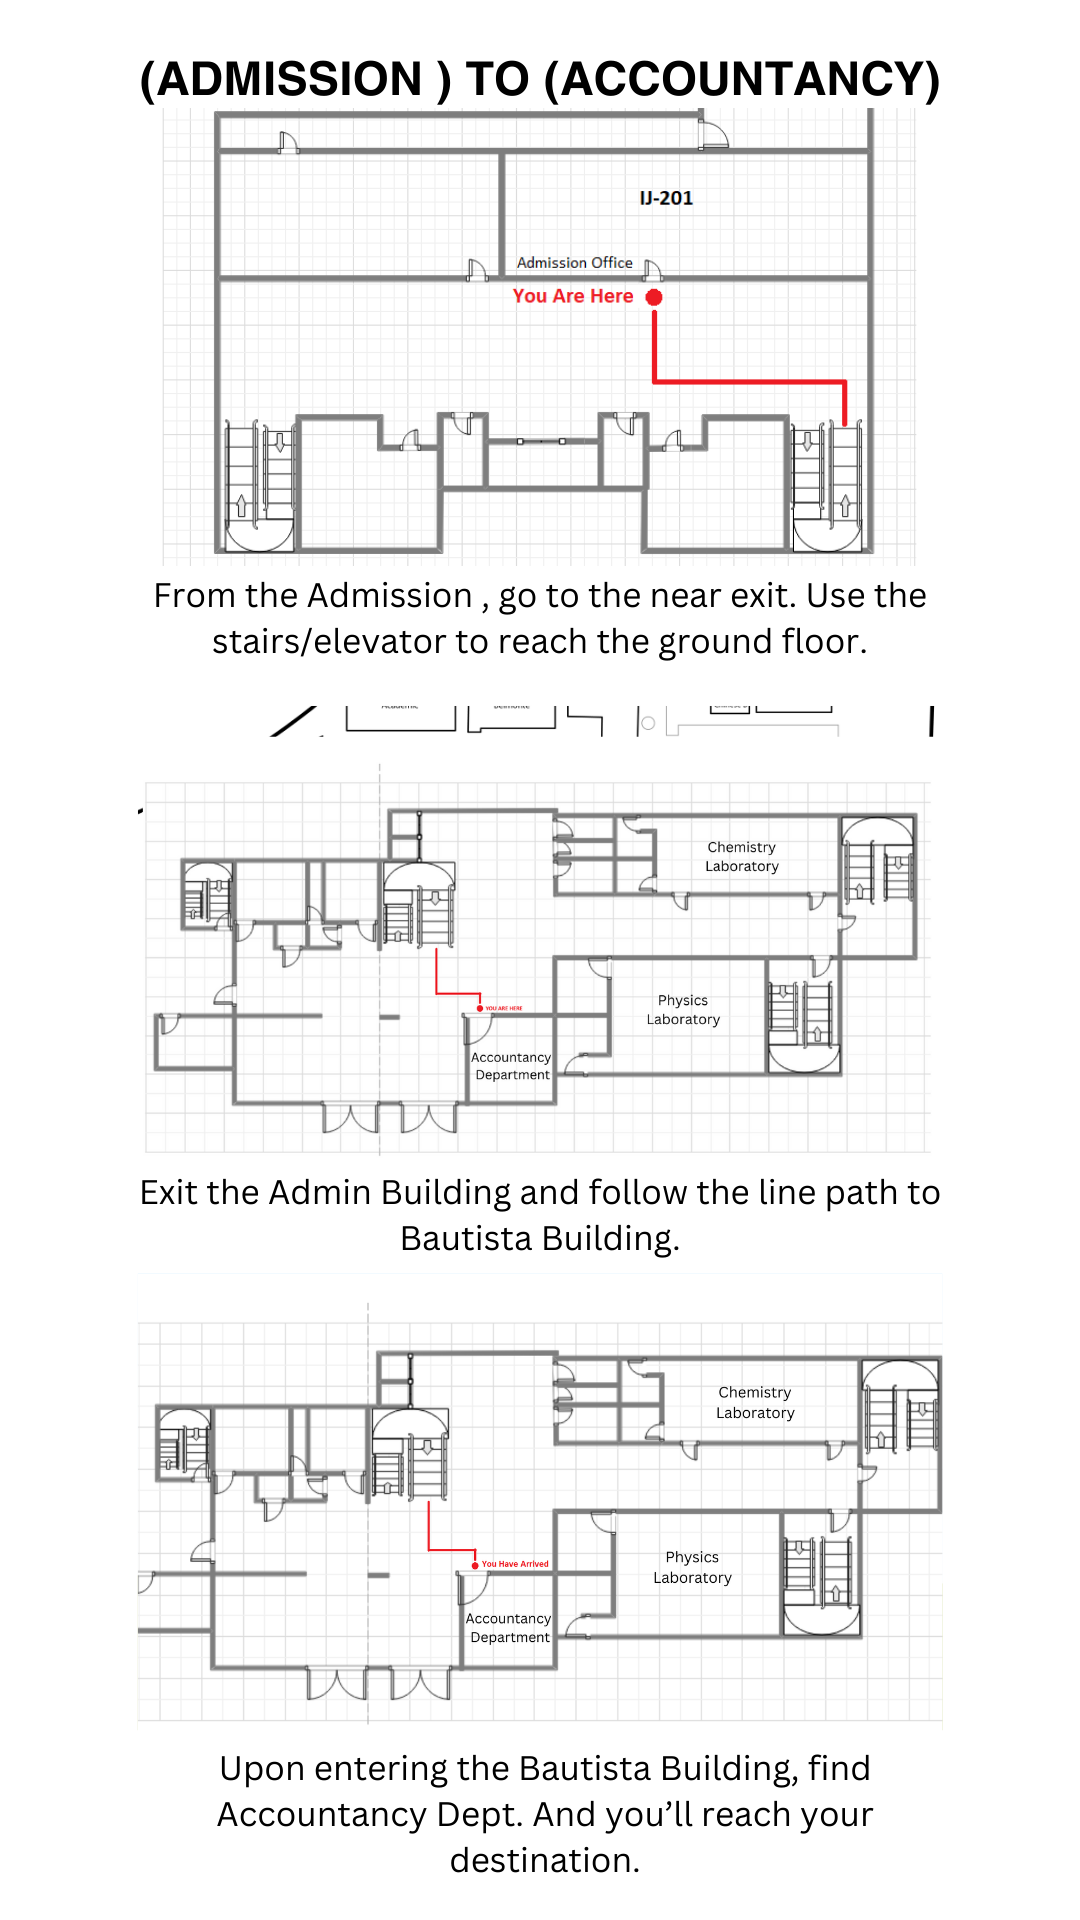 (ADMISSION ) TO (ACCOUNTANCY)
IJ-201
Admission Office
You Are Here
From the Admission , go to the near exit. Use the
stairs/elevator to reach the ground floor.
Chemistry
Laboratory
YOU ARE HERE
Physics
Laboratory
Accountancy
Department
Exit the Admin Building and follow the line path to
Bautista Building.
Chemistry
Laboratory
You Have Arrived
Physics
Laboratory
Accountancy
Department
Upon entering the Bautista Building, find
Accountancy Dept. And you’ll reach your
destination.